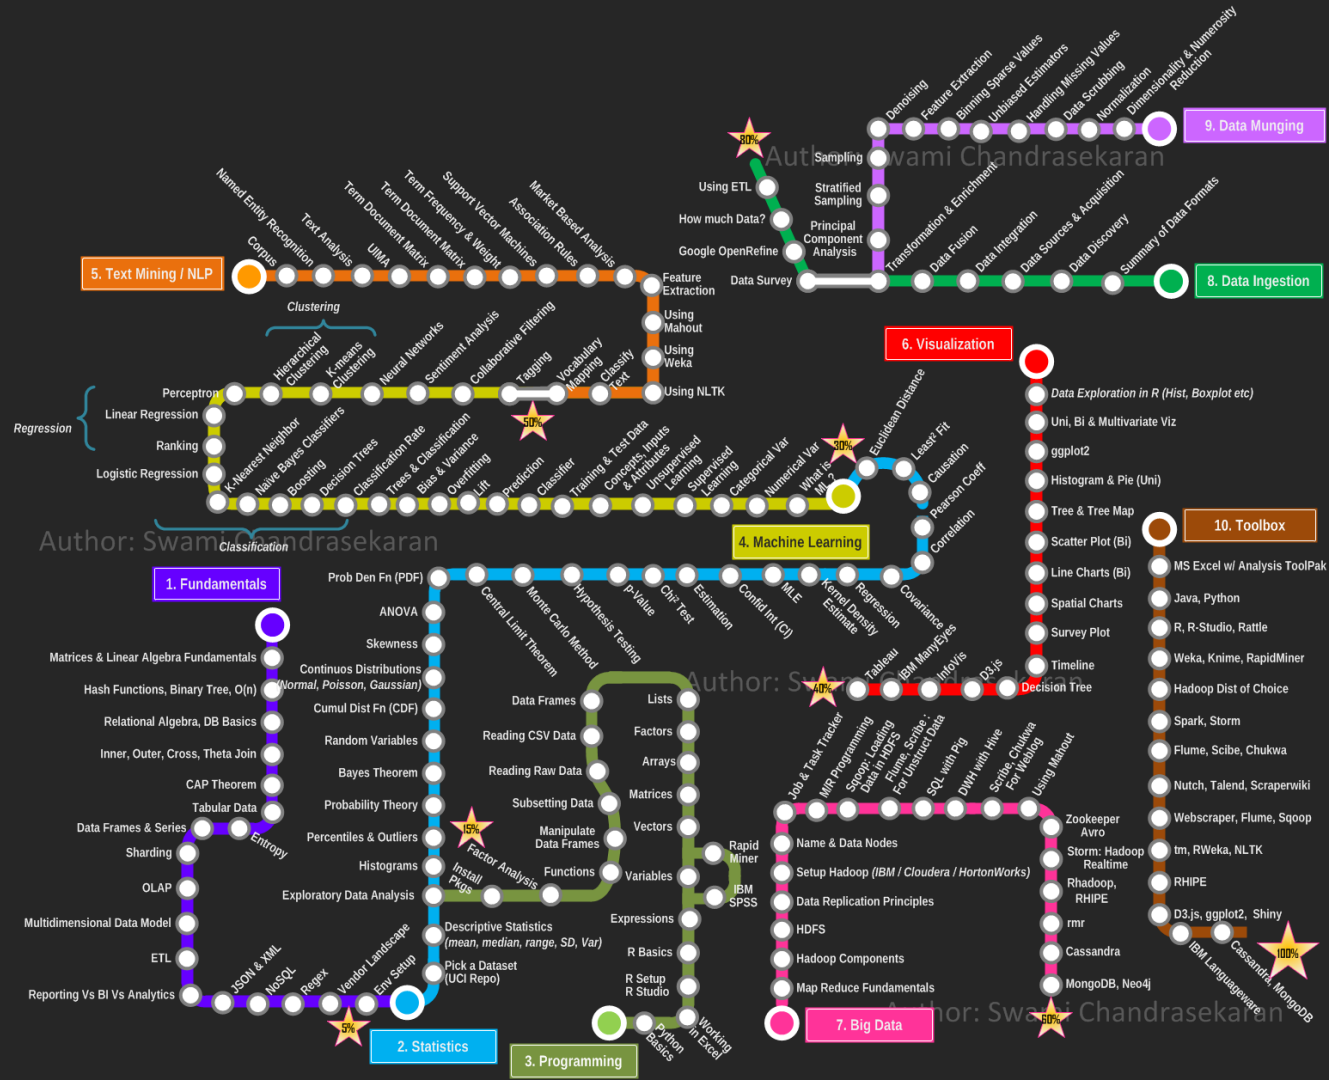 Author: Swami Chandrasekaran
9. Data Munging
Denoising
Feature Extraction
Binning Sparse Values
Unbiased Estimators
Handling Missing Values
Data Scrubbing
Normalization
Dimensionality & Numerosity
Reduction
Sampling
Stratified
Sampling
Principal
Component
Analysis
80%
Using ETL
How much Data?
Google OpenRefine
Data Survey
Transformation & Enrichment
Data Fusion
Data Integration
Data Sources & Acquisition
Data Discovery
Summary of Data Formats
8. Data Ingestion
5. Text Mining / NLP
Corpus
Named Entity Recognition
Text Analysis
UIMA
Term Document Matrix
Term Document Matrix
Term Frequency & Weight
Support Vector Machines
Association Rules
Market Based Analysis
Feature
Extraction
Using
Mahout
Using
Weka
Using NLTK
Classify
Text
Vocabulary
Mapping
50%
Tagging
Collaborative Filtering
Sentiment Analysis
Neural Networks
K-means
Clustering
Hierarchical
Clustering
Clustering
Perceptron
Linear Regression
Regression
Ranking
Logistic Regression
K-Nearest Neighbor
Naive Bayes Classifiers
Boosting
Decision Trees
Classification Rate
Trees & Classification
Bias & Variance
Overfitting
Lift
Prediction
Classifier
Training & Test Data
Concepts, Inputs
& Attributes
Unsupervised
Learning
Supervised
Learning
Categorical Var
Numerical Var
What is
ML?
30%
Classification
Author: Swami Chandrasekaran
4. Machine Learning
Euclidean Distance
Least² Fit
Causation
Pearson Coeff
Correlation
Covariance
Regression
Kernel Density
Estimate
MLE
Confid Int (CI)
Estimation
Chi² Test
p-Value
Hypothesis Testing
Monte Carlo Method
Central Limit Theorem
Prob Den Fn (PDF)
ANOVA
Skewness
Continuos Distributions
(Normal, Poisson, Gaussian)
Cumul Dist Fn (CDF)
Random Variables
Bayes Theorem
Probability Theory
Percentiles & Outliers
Histograms
Exploratory Data Analysis
Descriptive Statistics
(mean, median, range, SD, Var)
Pick a Dataset
(UCI Repo)
2. Statistics
1. Fundamentals
Matrices & Linear Algebra Fundamentals
Hash Functions, Binary Tree, O(n)
Relational Algebra, DB Basics
Inner, Outer, Cross, Theta Join
CAP Theorem
Tabular Data
Entropy
Data Frames & Series
Sharding
OLAP
Multidimensional Data Model
ETL
Reporting Vs BI Vs Analytics
JSON & XML
NoSQL
Regex
Vendor Landscape
Env Setup
5%
3. Programming
Python
Basics
Working
in Excel
R Setup
R Studio
R Basics
Expressions
IBM
SPSS
Rapid
Miner
Variables
Vectors
Matrices
Arrays
Factors
Lists
Data Frames
Reading CSV Data
Reading Raw Data
Subsetting Data
Manipulate
Data Frames
Functions
Factor Analysis
Install
Pkgs
15%
6. Visualization
Data Exploration in R (Hist, Boxplot etc)
Uni, Bi & Multivariate Viz
ggplot2
Histogram & Pie (Uni)
Tree & Tree Map
Scatter Plot (Bi)
Line Charts (Bi)
Spatial Charts
Survey Plot
Timeline
Decision Tree
D3.js
InfoVis
IBM ManyEyes
Tableau
40%
Author: Swami Chandrasekaran
7. Big Data
Map Reduce Fundamentals
Hadoop Components
HDFS
Data Replication Principles
Setup Hadoop (IBM / Cloudera / HortonWorks)
Name & Data Nodes
Job & Task Tracker
M/R Programming
Sqoop: Loading
Data in HDFS
Flume, Scribe :
For Unstruct Data
SQL with Pig
DWH with Hive
Scribe, Chukwa
For Weblog
Using Mahout
Zookeeper
Avro
Storm: Hadoop
Realtime
Rhadoop,
RHIPE
rmr
Cassandra
MongoDB, Neo4j
60%
Author: Swami Chandrasekaran
10. Toolbox
MS Excel w/ Analysis ToolPak
Java, Python
R, R-Studio, Rattle
Weka, Knime, RapidMiner
Hadoop Dist of Choice
Spark, Storm
Flume, Scibe, Chukwa
Nutch, Talend, Scraperwiki
Webscraper, Flume, Sqoop
tm, RWeka, NLTK
RHIPE
D3.js, ggplot2, Shiny
IBM Languageware
Cassandra, MongoDB
100%